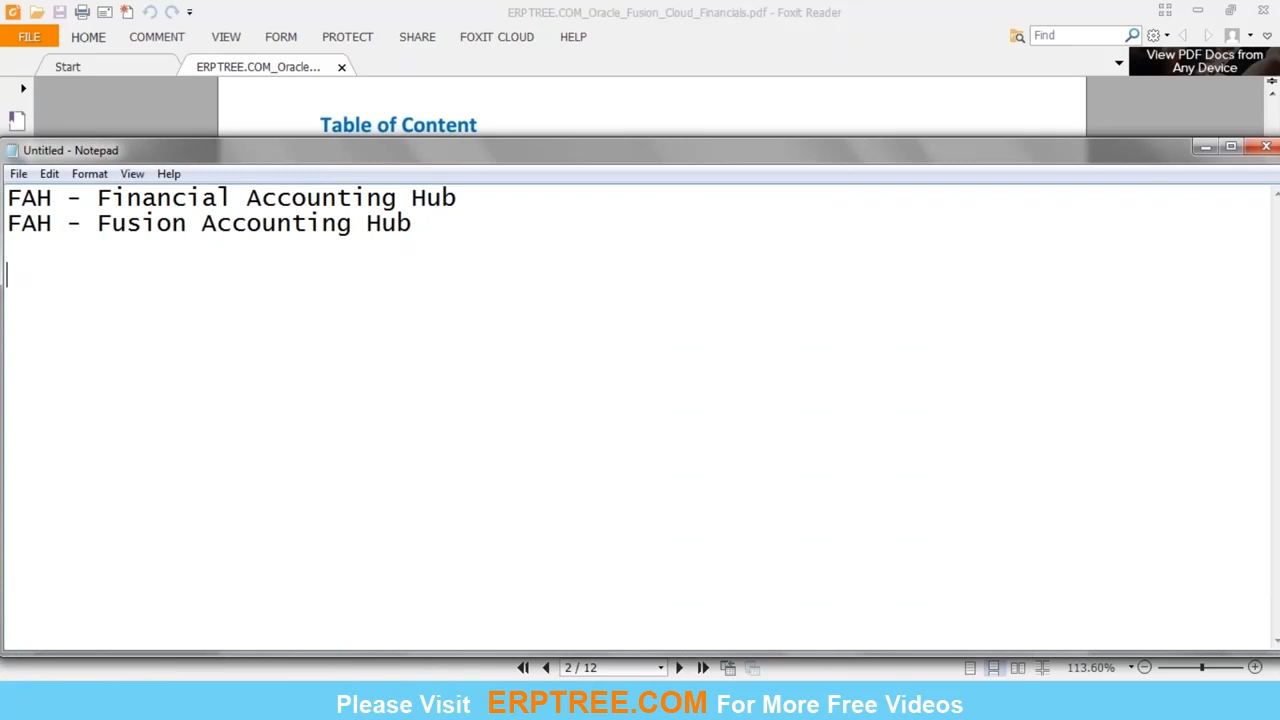 ERPTREE.COM_Oracle_Fusion_Cloud_Financials.pdf - Foxit Reader
FILE HOME COMMENT VIEW FORM PROTECT SHARE FOXIT CLOUD HELP Find
Start ERPTREE.COM_Oracle...
View PDF Docs from
Any Device
Table of Content
Untitled - Notepad
File Edit Format View Help
FAH - Financial Accounting Hub
FAH - Fusion Accounting Hub
2 / 12 113.60%
Please Visit ERPTREE.COM For More Free Videos